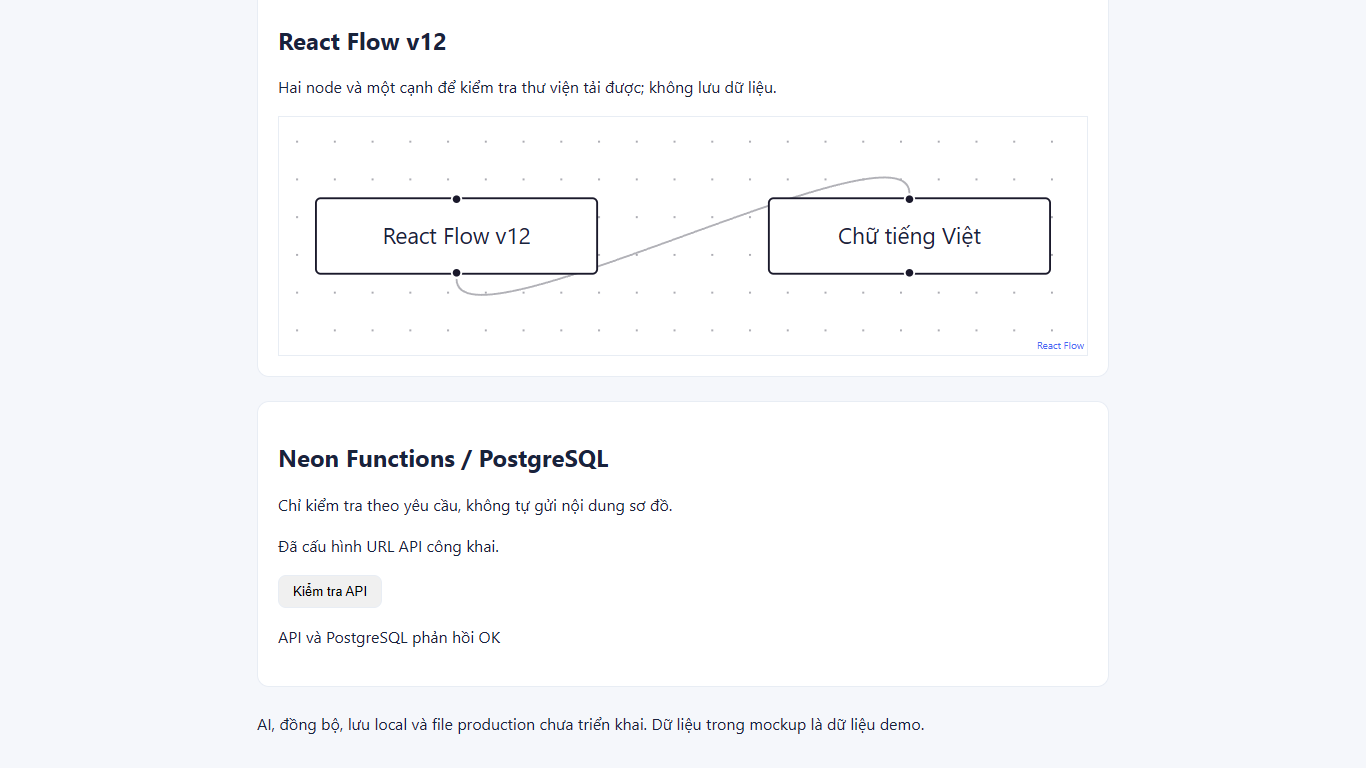 React Flow v12
Hai node và một cạnh để kiểm tra thư viện tải được; không lưu dữ liệu.
React Flow v12
Chữ tiếng Việt
React Flow
Neon Functions / PostgreSQL
Chỉ kiểm tra theo yêu cầu, không tự gửi nội dung sơ đồ.
Đã cấu hình URL API công khai.
Kiểm tra API
API và PostgreSQL phản hồi OK
AI, đồng bộ, lưu local và file production chưa triển khai. Dữ liệu trong mockup là dữ liệu demo.